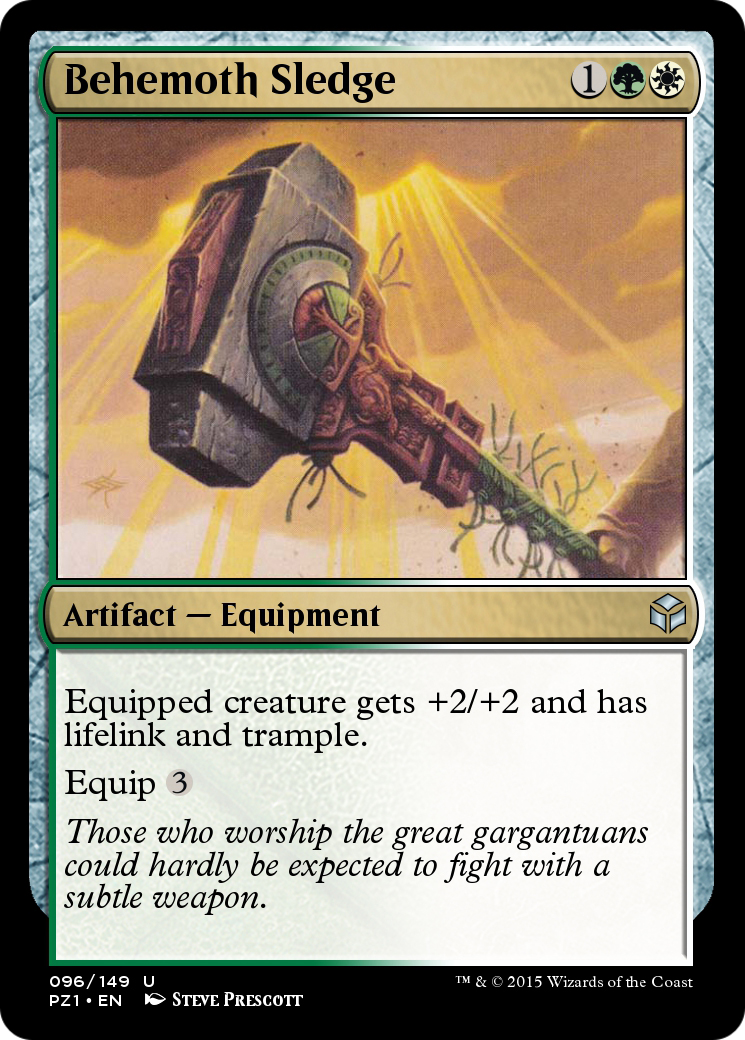 Behemoth Sledge 1
Artifact — Equipment
Equipped creature gets +2/+2 and has
lifelink and trample.
Equip 3
Those who worship the great gargantuans
could hardly be expected to fight with a
subtle weapon.
096/149 U
PZ1 • EN Steve Prescott
™ & © 2015 Wizards of the Coast